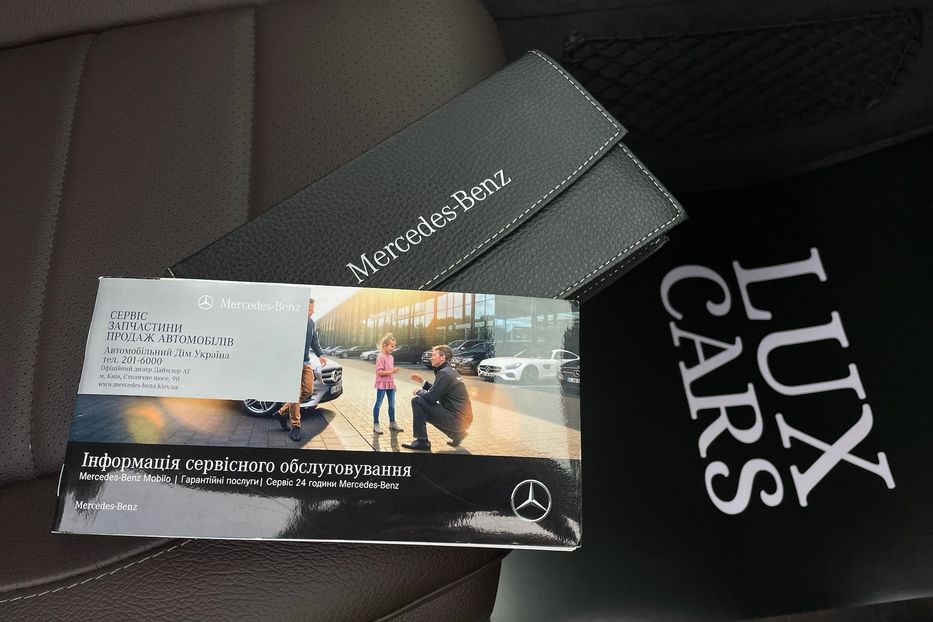 Mercedes-Benz
Mercedes-Benz
СЕРВІС
ЗАПЧАСТИНИ
ПРОДАЖ АВТОМОБІЛІВ
Автомобільний Дім Україна
тел. 201-6000
Офіційний дилер Даймлер АГ
м. Київ, Столичне шосе, 90
www.mercedes-benz.kiev.ua
Інформація сервісного обслуговування
Mercedes-Benz Mobilo | Гарантійні послуги | Сервіс 24 години Mercedes-Benz
Mercedes-Benz
LUX
CARS